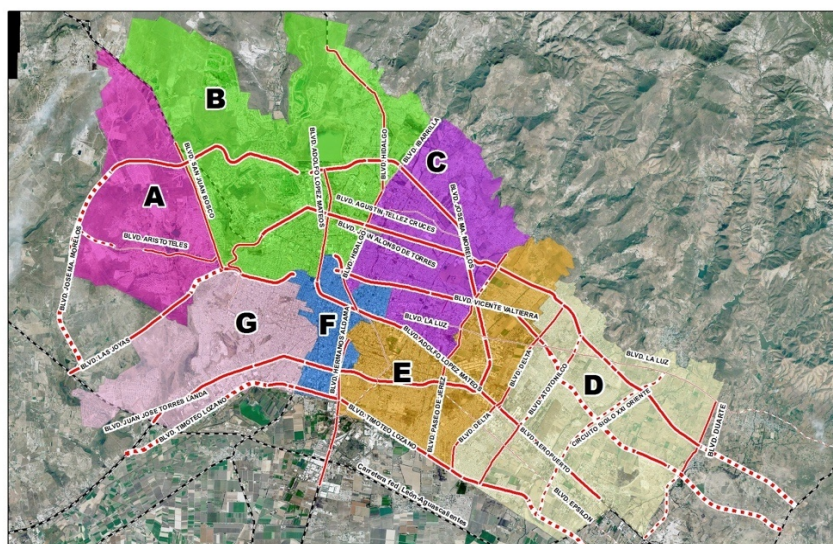 B
C
A
G
F
E
D
BLVD. SAN JUAN BOSCO
BLVD. ADOLFO LOPEZ MATEOS
BLVD. HIDALGO
BLVD. IBARRILLA
BLVD. AGUSTIN TELLEZ CRUCES
BLVD. JUAN ALONSO DE TORRES
BLVD. JOSE MA. MORELOS
BLVD. HIDALGO
BLVD. ARISTOTELES
BLVD. JOSE MA. MORELOS
BLVD. VICENTE VALTIERRA
BLVD. LAS JOYAS
BLVD. HERMANOS ALDAMA
BLVD. LA LUZ
BLVD. ADOLFO LOPEZ MATEOS
BLVD. DELTA
BLVD. LA LUZ
BLVD. ATOTONILCO
CIRCUITO SIGLO XXI ORIENTE
BLVD. JUAN JOSE TORRES LANDA
BLVD. TIMOTEO LOZANO
BLVD. TIMOTEO LOZANO
BLVD. PASEO DE JEREZ
BLVD. DELTA
BLVD. AEROPUERTO
BLVD. DUARTE
BLVD. EPSILON
Carretera fed. León-Aguascalientes